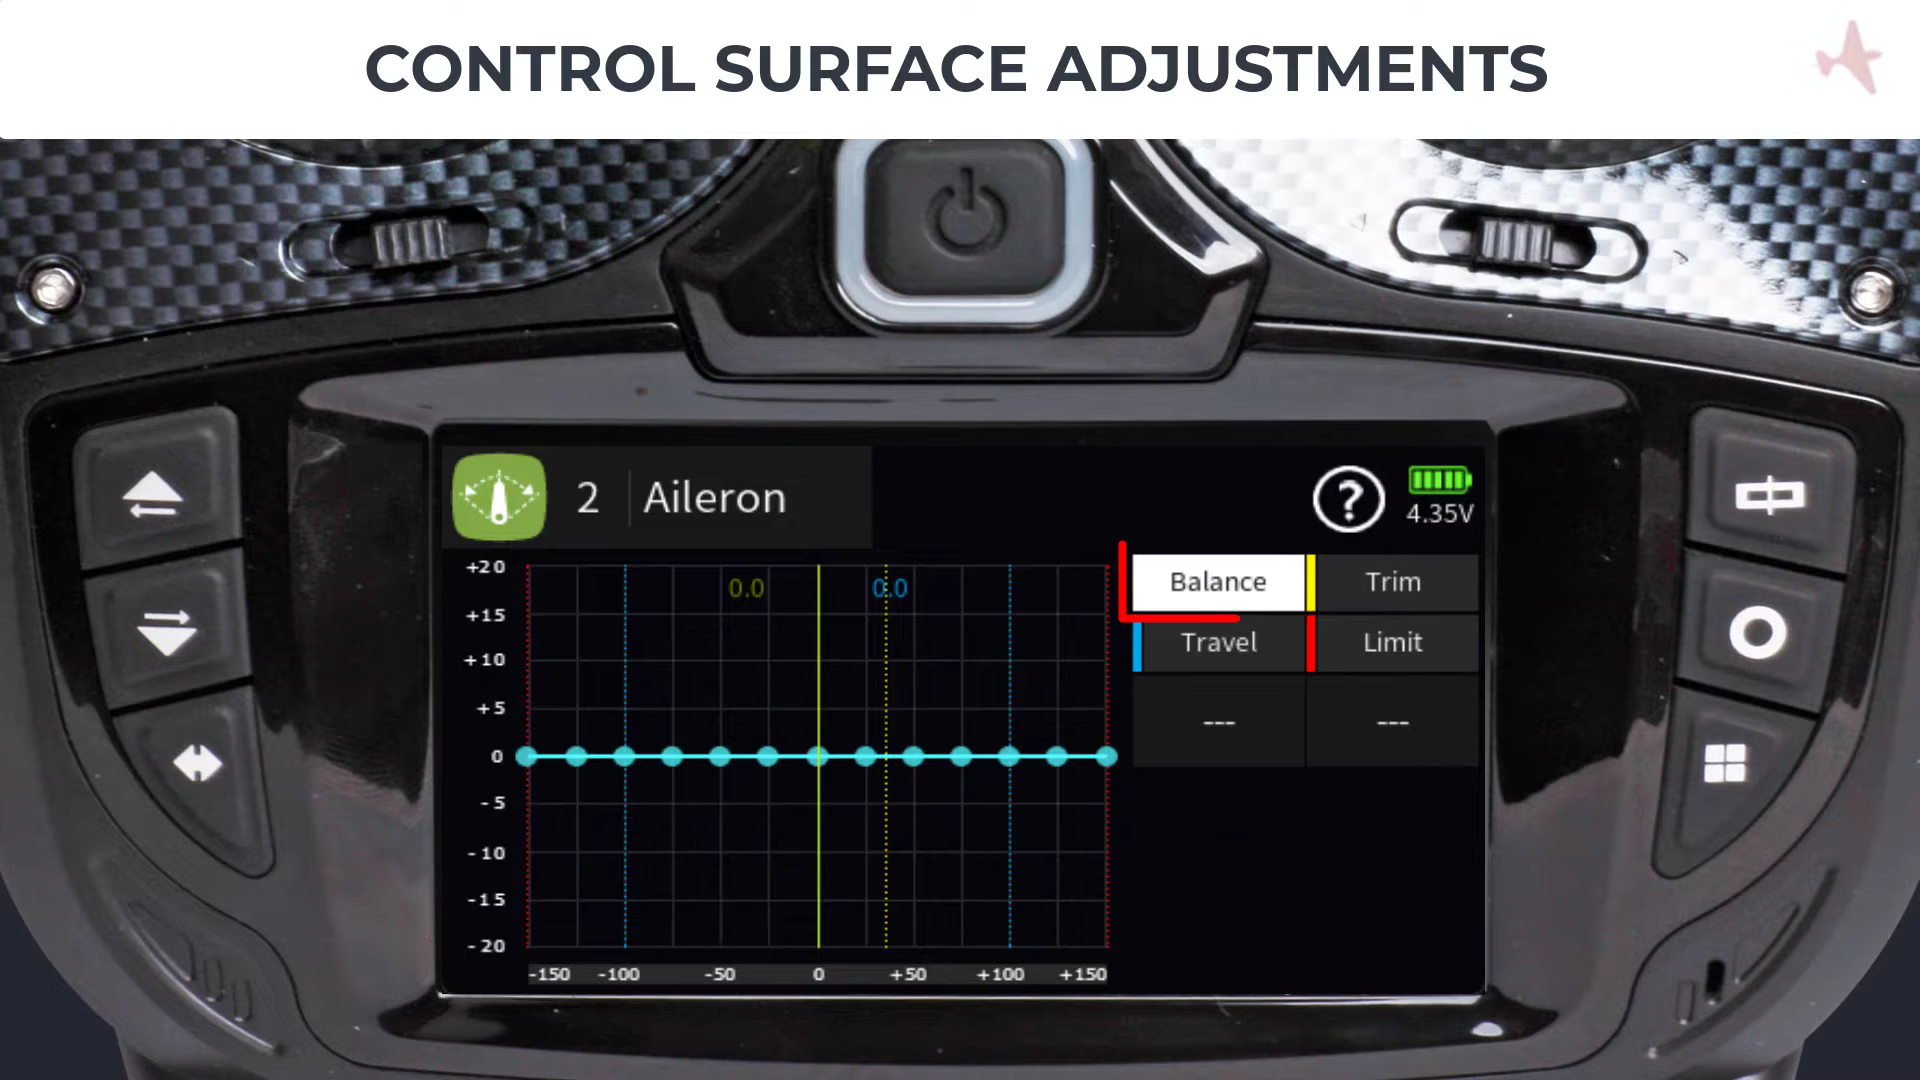 CONTROL SURFACE ADJUSTMENTS
2 Aileron
?
4.35V
+20
+15
+10
+5
0
-5
-10
-15
-20
0.0 0.0
-150 -100 -50 0 +50 +100 +150
Balance Trim
Travel Limit
--- ---